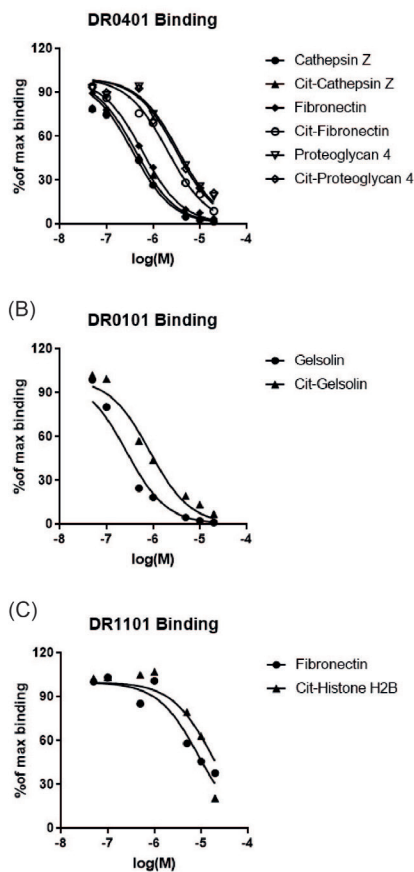 DR0401 Binding
120
90
60
30
0
-8 -7 -6 -5 -4
%of max binding
log(M)
Cathepsin Z
Cit-Cathepsin Z
Fibronectin
Cit-Fibronectin
Proteoglycan 4
Cit-Proteoglycan 4
(B)
DR0101 Binding
120
90
60
30
0
-8 -7 -6 -5 -4
%of max binding
log(M)
Gelsolin
Cit-Gelsolin
(C)
DR1101 Binding
120
90
60
30
0
-8 -7 -6 -5 -4
%of max binding
log(M)
Fibronectin
Cit-Histone H2B